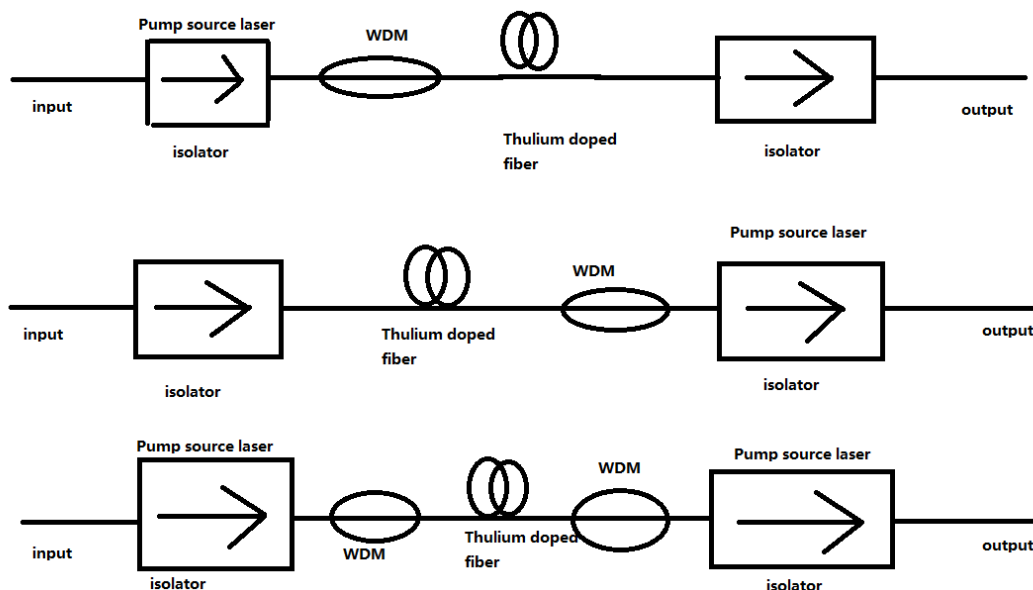 Pump source laser
WDM
input
output
isolator
Thulium doped
fiber
isolator
Pump source laser
WDM
input
Thulium doped
fiber
output
isolator
isolator
Pump source laser
Pump source laser
WDM
input
WDM
Thulium doped
fiber
output
isolator
isolator